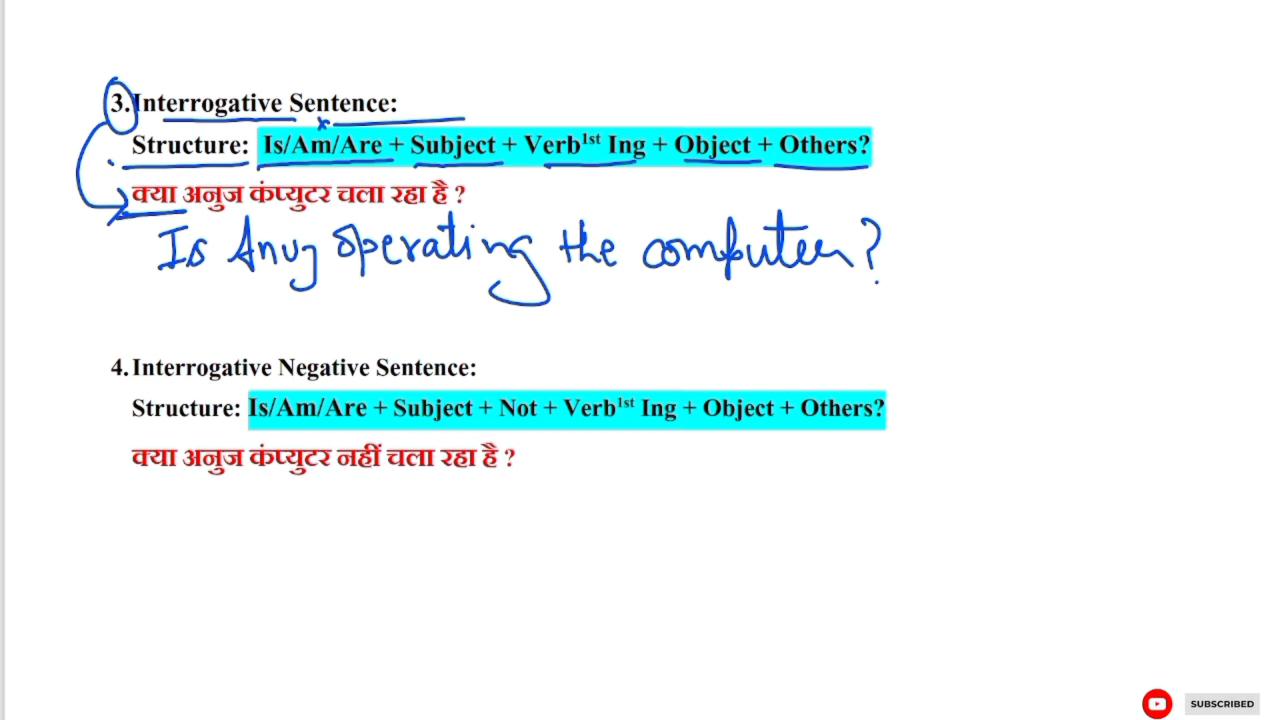 3. Interrogative Sentence:
Structure: Is/Am/Are + Subject + Verb1st Ing + Object + Others?
क्या अनुज कंप्युटर चला रहा है ?
Is Anuj operating the computer?
4. Interrogative Negative Sentence:
Structure: Is/Am/Are + Subject + Not + Verb1st Ing + Object + Others?
क्या अनुज कंप्युटर नहीं चला रहा है ?
SUBSCRIBED